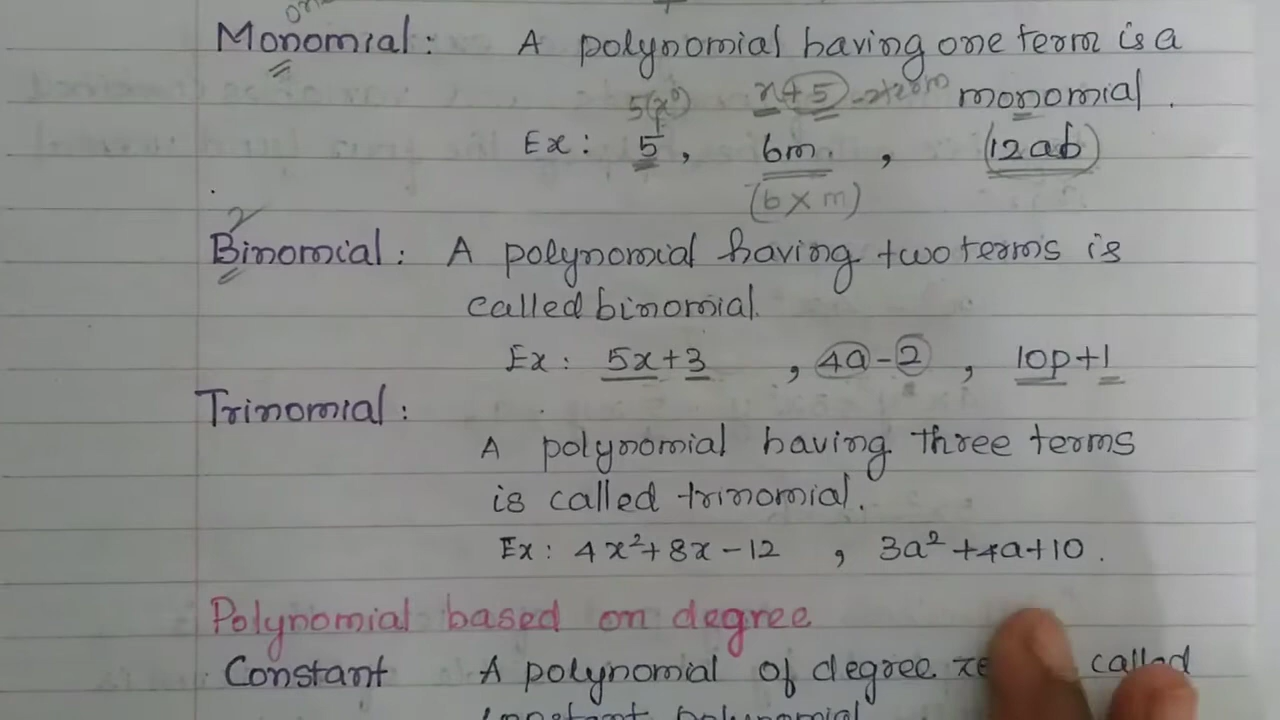 Monomial: A polynomial having one term is a
5(x⁰) x+5 monomial.
Ex: 5, 6m, (12ab)
(6×m)
2
Binomial: A polynomial having two terms is
called binomial.
Ex: 5x+3, 4a-2, 10p+1
Trinomial:
A polynomial having three terms
is called trinomial.
Ex: 4x²+8x-12, 3a²+4a+10.
Polynomial based on degree
Constant A polynomial of degree called
polynomial